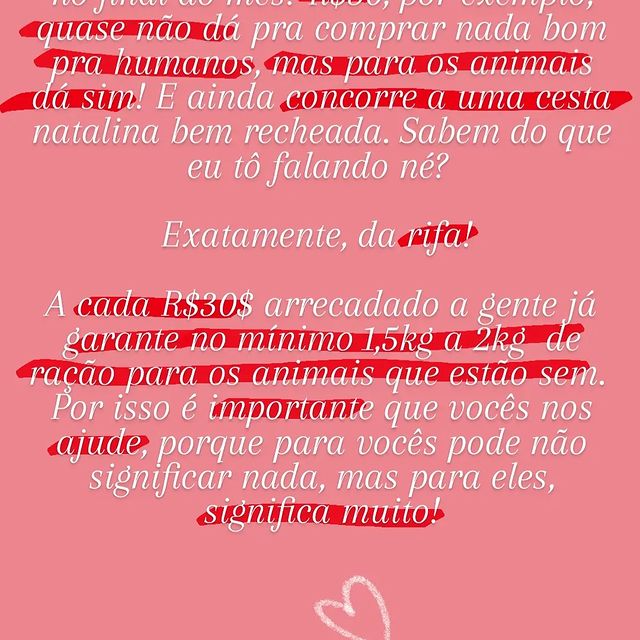 no final do mês! R$30, por exemplo,
quase não dá pra comprar nada bom
pra humanos, mas para os animais
dá sim! E ainda concorre a uma cesta
natalina bem recheada. Sabem do que
eu tô falando né?
Exatamente, da rifa!
A cada R$30$ arrecadado a gente já
garante no mínimo 1,5kg a 2kg de
ração para os animais que estão sem.
Por isso é importante que vocês nos
ajude, porque para vocês pode não
significar nada, mas para eles,
significa muito!